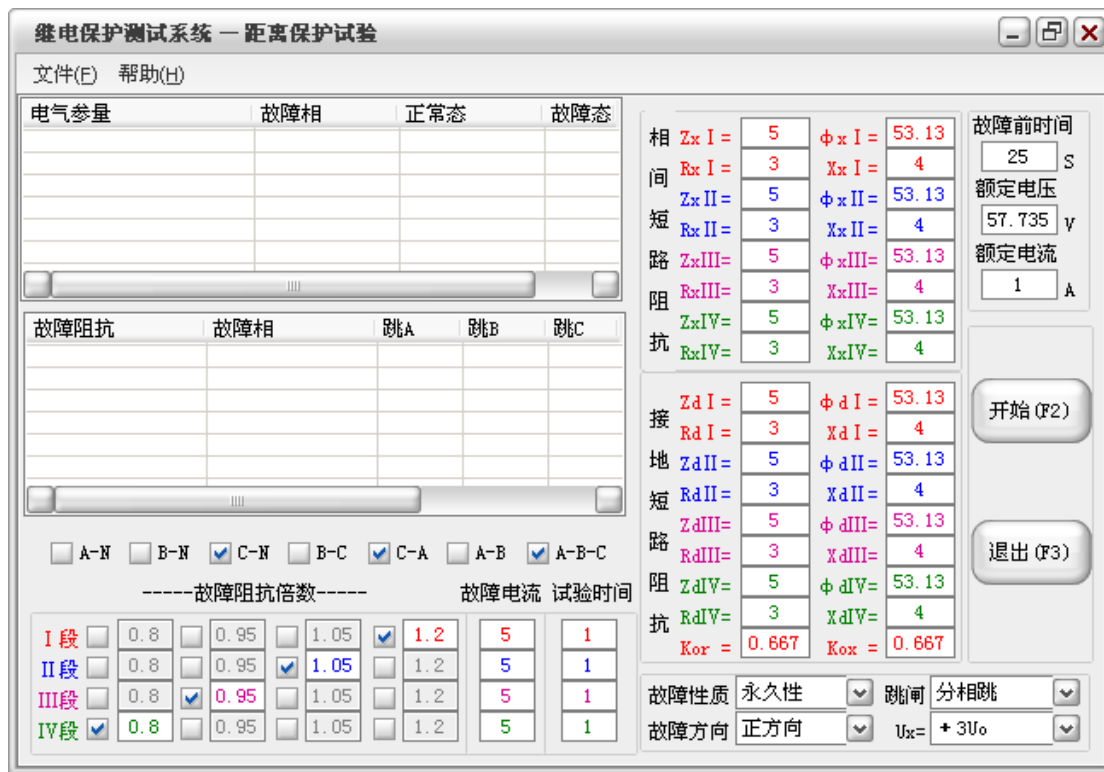 继电保护测试系统 — 距离保护试验
文件(F) 帮助(H)
电气参量 故障相 正常态 故障态
故障阻抗 故障相 跳A 跳B 跳C
A-N B-N C-N B-C C-A A-B A-B-C
-----故障阻抗倍数----- 故障电流 试验时间
I段 0.8 0.95 1.05 1.2 5 1
II段 0.8 0.95 1.05 1.2 5 1
III段 0.8 0.95 1.05 1.2 5 1
IV段 0.8 0.95 1.05 1.2 5 1
相间短路阻抗
ZxI= 5 φxI= 53.13
RxI= 3 XxI= 4
ZxII= 5 φxII= 53.13
RxII= 3 XxII= 4
ZxIII= 5 φxIII= 53.13
RxIII= 3 XxIII= 4
ZxIV= 5 φxIV= 53.13
RxIV= 3 XxIV= 4
接地短路阻抗
ZdI= 5 φdI= 53.13
RdI= 3 XdI= 4
ZdII= 5 φdII= 53.13
RdII= 3 XdII= 4
ZdIII= 5 φdIII= 53.13
RdIII= 3 XdIII= 4
ZdIV= 5 φdIV= 53.13
RdIV= 3 XdIV= 4
Kor = 0.667 Kox = 0.667
故障性质 永久性 跳闸 分相跳
故障方向 正方向 Ux= +3Uo
故障前时间
25 S
额定电压
57.735 V
额定电流
1 A
开始(F2)
退出(F3)